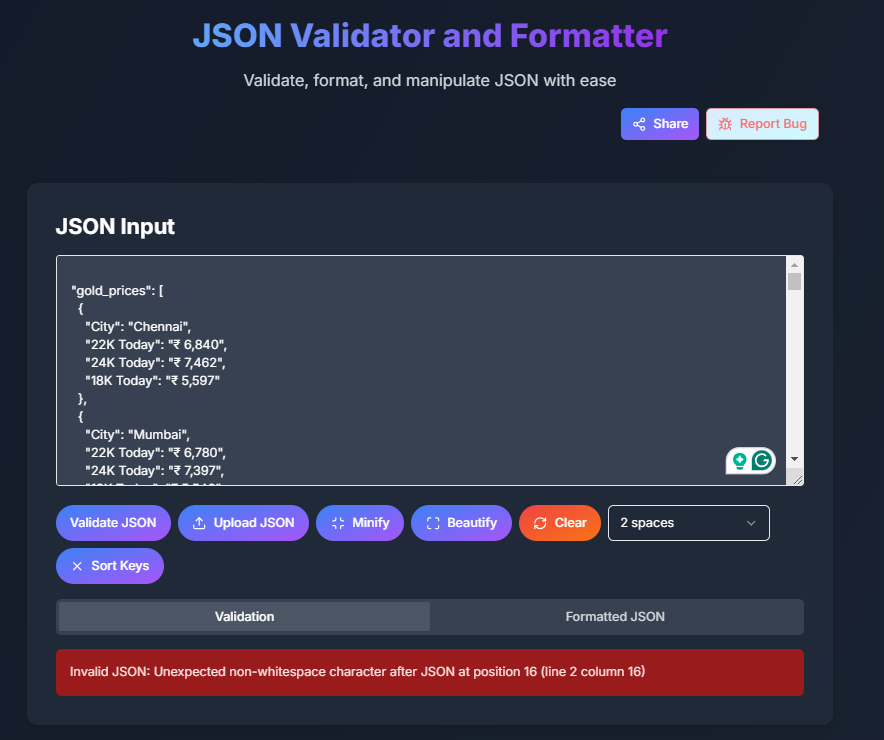 JSON Validator and Formatter
Validate, format, and manipulate JSON with ease
Share
Report Bug
JSON Input
"gold_prices": [
{
"City": "Chennai",
"22K Today": "₹ 6,840",
"24K Today": "₹ 7,462",
"18K Today": "₹ 5,597"
},
{
"City": "Mumbai",
"22K Today": "₹ 6,780",
"24K Today": "₹ 7,397",
Validate JSON
Upload JSON
Minify
Beautify
Clear
2 spaces
Sort Keys
Validation
Formatted JSON
Invalid JSON: Unexpected non-whitespace character after JSON at position 16 (line 2 column 16)